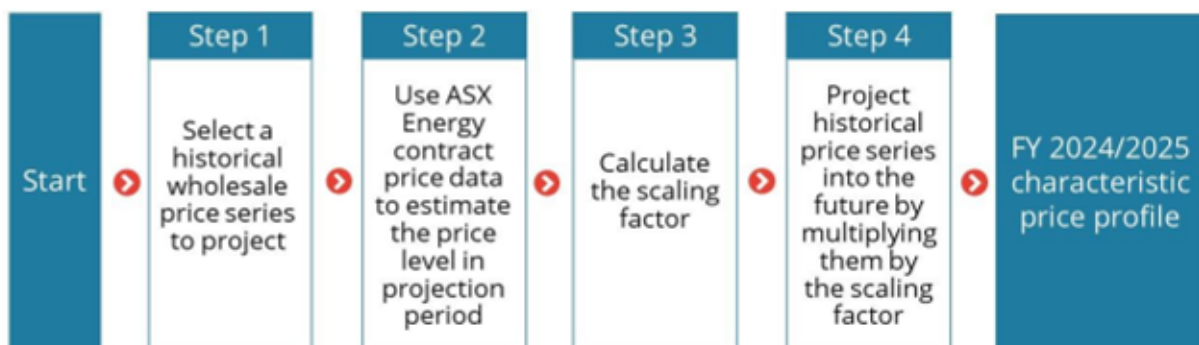 Start
Step 1
Select a
historical
wholesale
price series
to project
Step 2
Use ASX
Energy
contract
price data
to estimate
the price
level in
projection
period
Step 3
Calculate
the scaling
factor
Step 4
Project
historical
price series
into the
future by
multiplying
them by
the scaling
factor
FY 2024/2025
characteristic
price profile